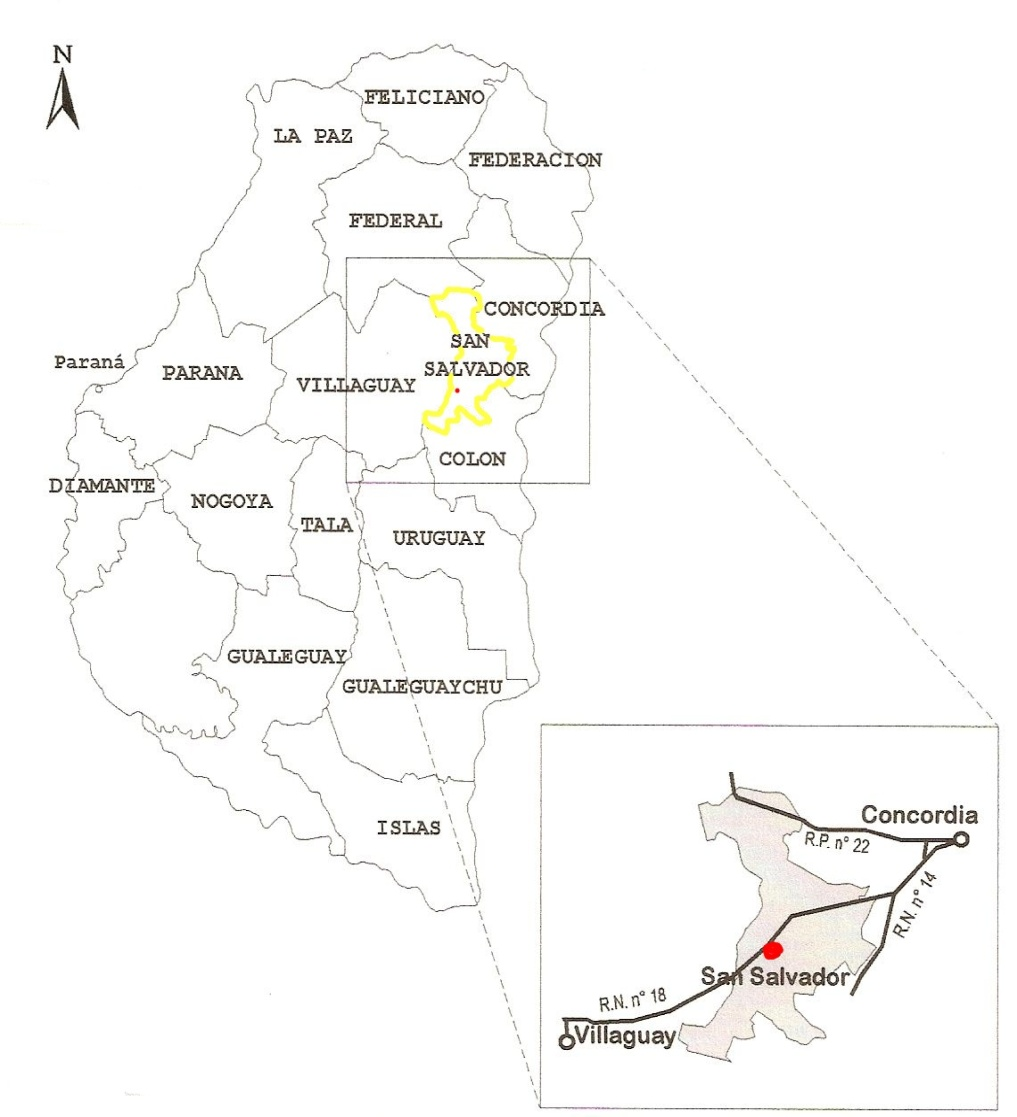 N
FELICIANO
LA PAZ
FEDERACION
FEDERAL
CONCORDIA
SAN
SALVADOR
Paraná
PARANA
VILLAGUAY
COLON
DIAMANTE
NOGOYA
TALA
URUGUAY
GUALEGUAY
GUALEGUAYCHU
ISLAS
Concordia
R.P. n° 22
R.N. n° 14
San Salvador
R.N. n° 18
Villaguay